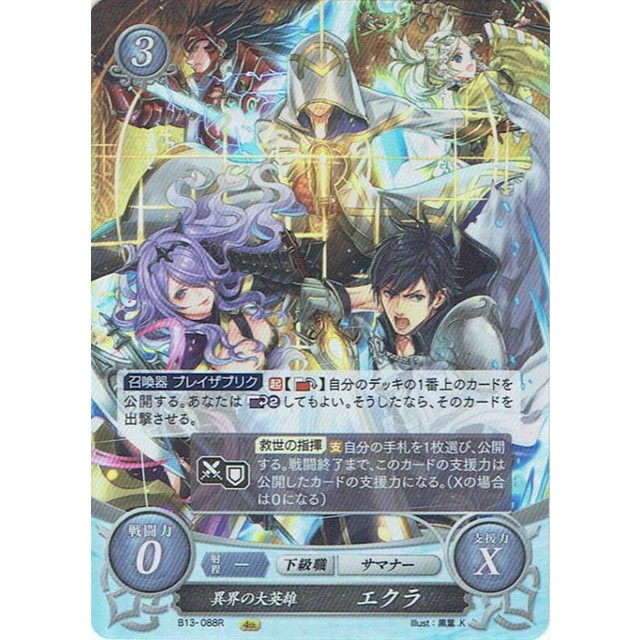 3
召喚器 ブレイザブリク 起【 】自分のデッキの1番上のカードを
公開する。あなたは 2してもよい。そうしたなら、そのカードを
出撃させる。
救世の指揮 支 自分の手札を1枚選び、公開
する。戦闘終了まで、このカードの支援力は
公開したカードの支援力になる。(Xの場合
は0になる)
戦闘力
0
射程 — 下級職 サマナー
支援力
X
異界の大英雄 エクラ
B13-088R 4th Illust:黒葉.K